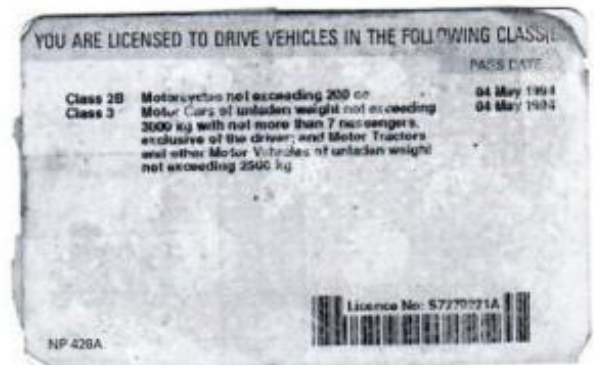 YOU ARE LICENSED TO DRIVE VEHICLES IN THE FOLLOWING CLASS
PASS DATE
Class 2B Motorcycles not exceeding 200 cc 04 May 1994
Class 3 Motor Cars of unladen weight not exceeding 04 May 1994
3000 kg with not more than 7 passengers,
exclusive of the driver; and Motor Tractors
and other Motor Vehicles of unladen weight
not exceeding 2500 kg
Licence No:
NP 428A